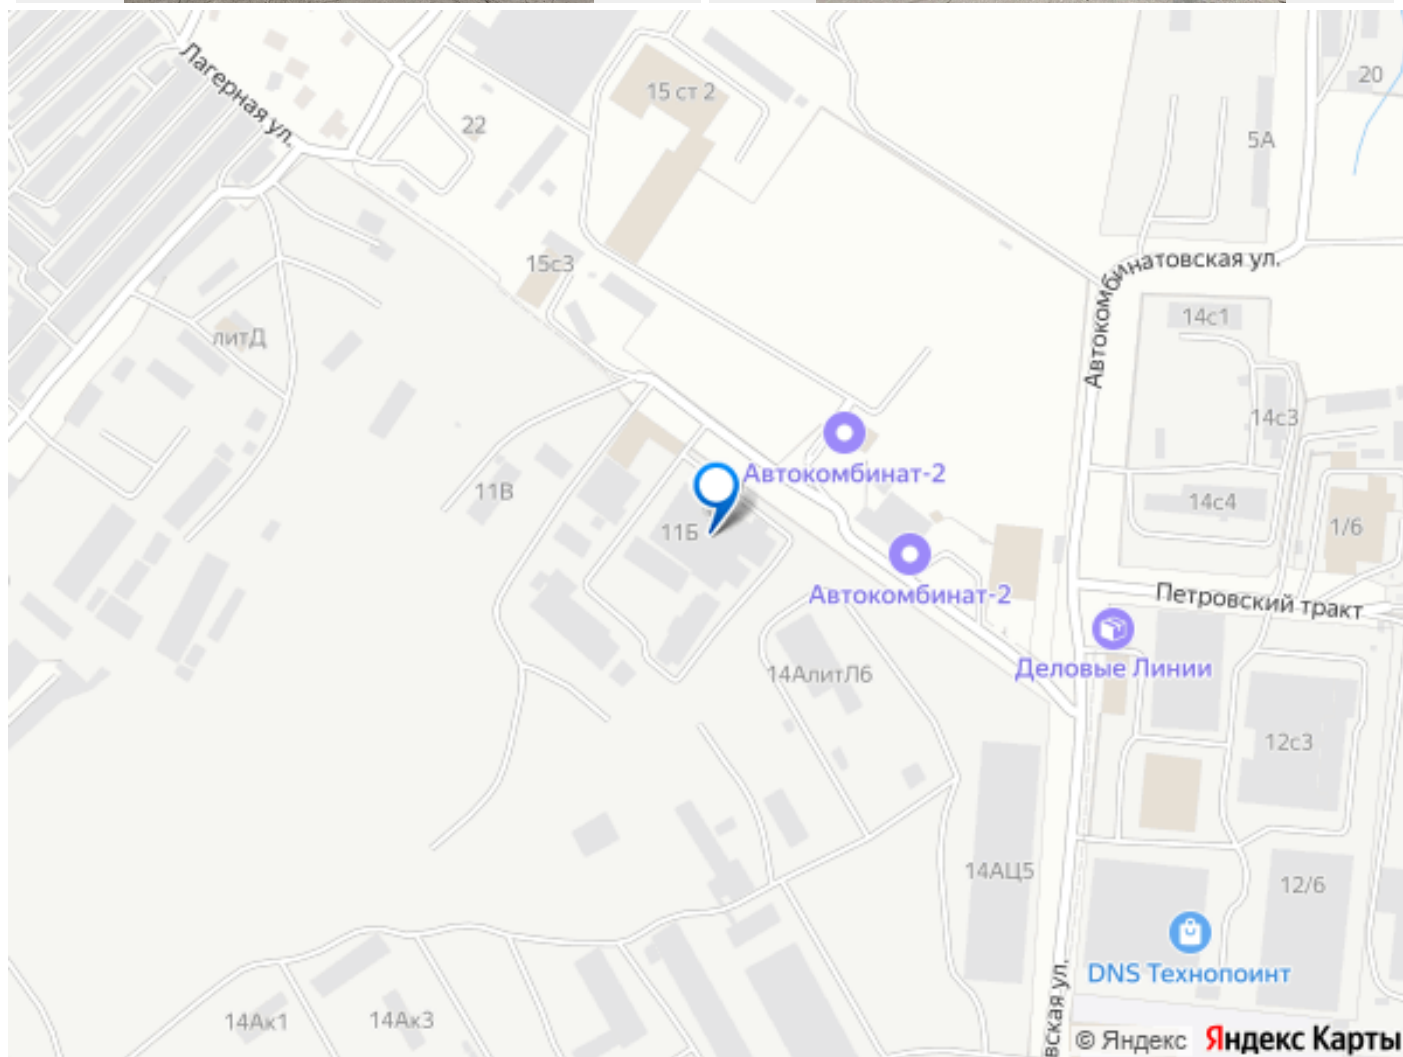 Лагерная ул.
22
15 ст 2
20
5А
15с3
Автокомбинатовская ул.
14с1
литД
14с3
Автокомбинат-2
11В
14с4
11Б
1/6
Автокомбинат-2
Петровский тракт
Деловые Линии
14АлитЛ6
12с3
14АЦ5
12/6
DNS Технопоинт
14Ак1
14Ак3
вская ул.
© Яндекс Яндекс Карты